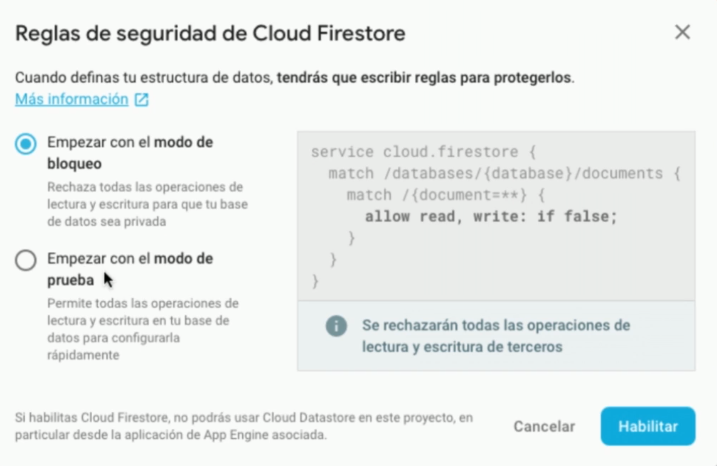 Reglas de seguridad de Cloud Firestore
Cuando definas tu estructura de datos, tendrás que escribir reglas para protegerlos.
Más información
Empezar con el modo de
bloqueo
Rechaza todas las operaciones de
lectura y escritura para que tu base
de datos sea privada
Empezar con el modo de
prueba
Permite todas las operaciones de
lectura y escritura en tu base de
datos para configurarla
rápidamente
service cloud.firestore {
match /databases/{database}/documents {
match /{document=**} {
allow read, write: if false;
}
}
}
Se rechazarán todas las operaciones de
lectura y escritura de terceros
Si habilitas Cloud Firestore, no podrás usar Cloud Datastore en este proyecto, en
particular desde la aplicación de App Engine asociada.
Cancelar
Habilitar